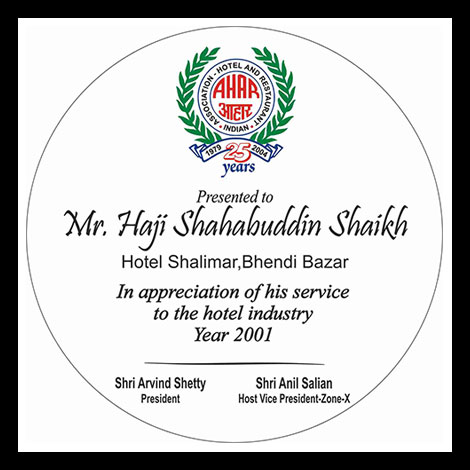 ASSOCIATION · HOTEL AND RESTAURANT · INDIAN ·
AHAR
आहार
1979 25 2004
years
Presented to
Mr. Haji Shahabuddin Shaikh
Hotel Shalimar,Bhendi Bazar
In appreciation of his service
to the hotel industry
Year 2001
Shri Arvind Shetty Shri Anil Salian
President Host Vice President-Zone-X